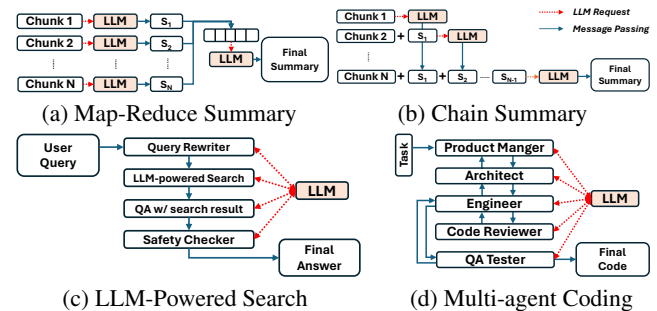 Chunk 1 LLM S1
Chunk 2 LLM S2
Chunk N LLM SN
LLM
Final Summary
(a) Map-Reduce Summary
Chunk 1 LLM
Chunk 2 + S1 LLM
Chunk N + S1 + S2 SN-1 LLM
Final Summary
LLM Request
Message Passing
(b) Chain Summary
User Query
Query Rewriter
LLM-powered Search
QA w/ search result
Safety Checker
LLM
Final Answer
(c) LLM-Powered Search
Task
Product Manger
Architect
Engineer
Code Reviewer
QA Tester
LLM
Final Code
(d) Multi-agent Coding